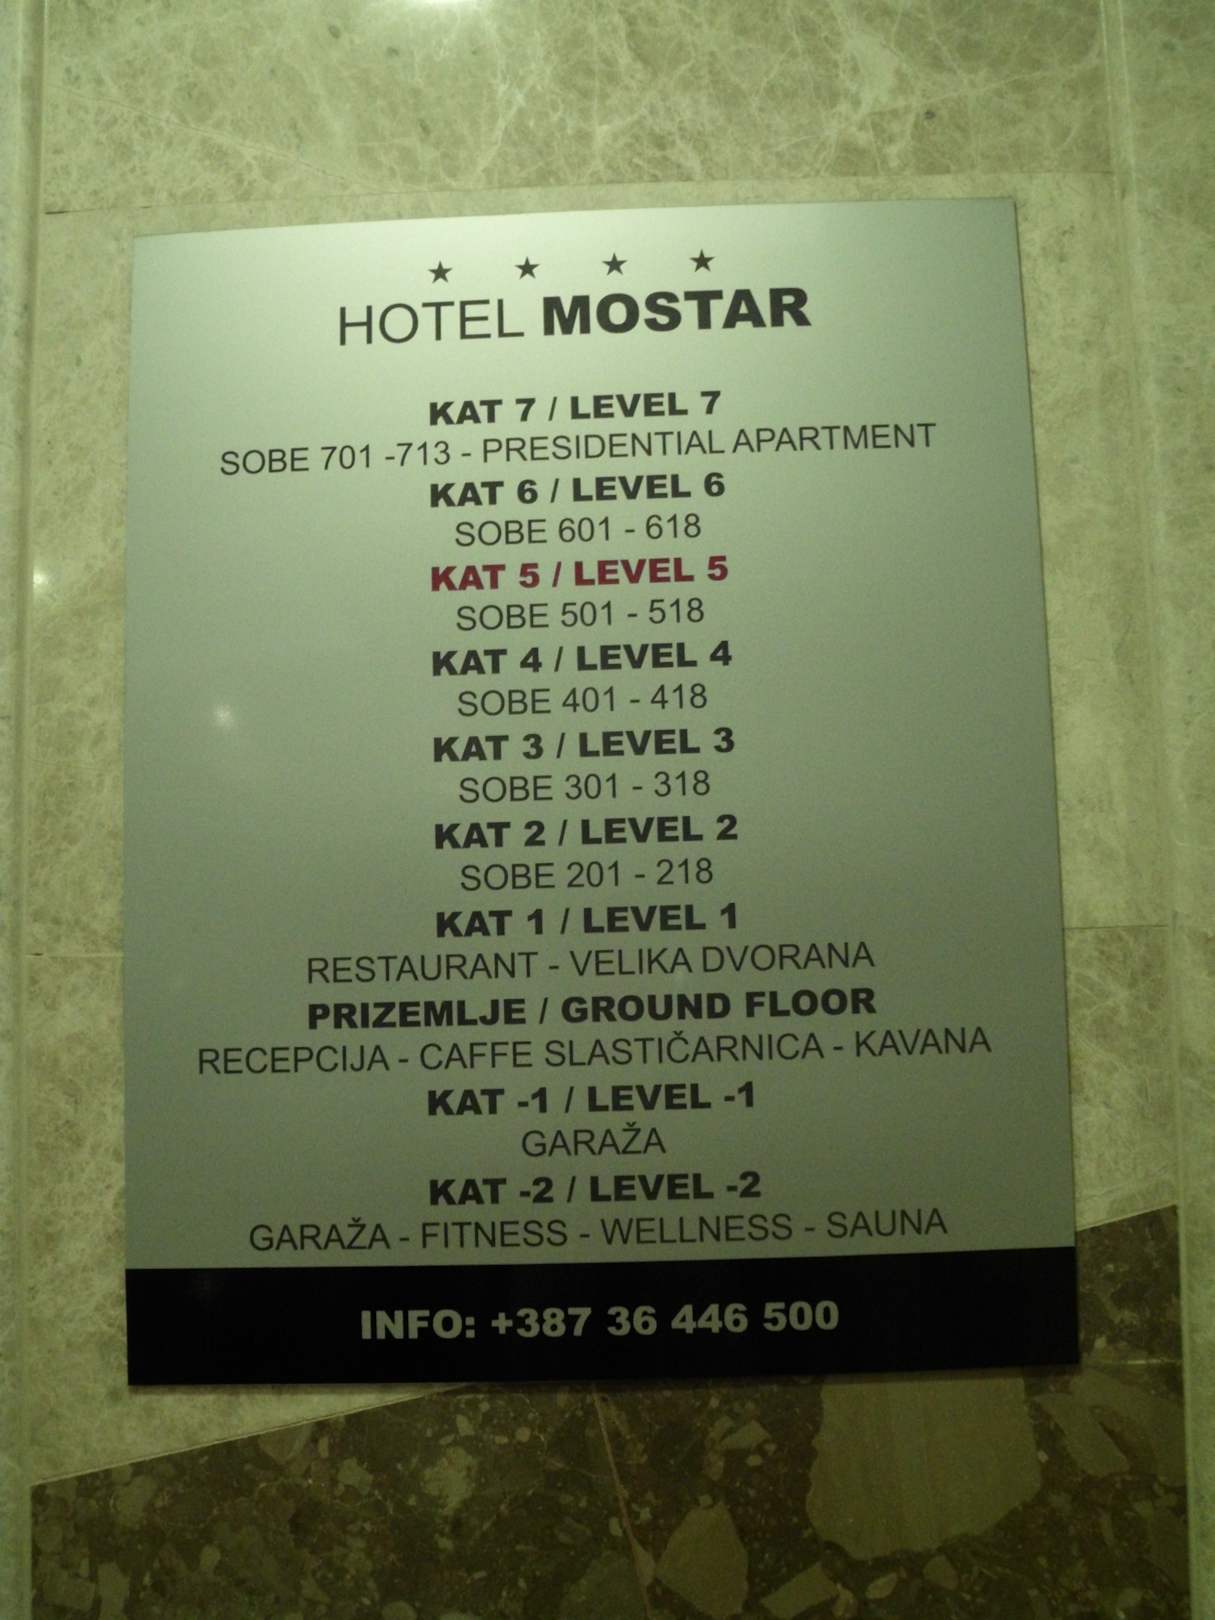 ★ ★ ★ ★
HOTEL MOSTAR
KAT 7 / LEVEL 7
SOBE 701 -713 - PRESIDENTIAL APARTMENT
KAT 6 / LEVEL 6
SOBE 601 - 618
KAT 5 / LEVEL 5
SOBE 501 - 518
KAT 4 / LEVEL 4
SOBE 401 - 418
KAT 3 / LEVEL 3
SOBE 301 - 318
KAT 2 / LEVEL 2
SOBE 201 - 218
KAT 1 / LEVEL 1
RESTAURANT - VELIKA DVORANA
PRIZEMLJE / GROUND FLOOR
RECEPCIJA - CAFFE SLASTIČARNICA - KAVANA
KAT -1 / LEVEL -1
GARAŽA
KAT -2 / LEVEL -2
GARAŽA - FITNESS - WELLNESS - SAUNA
INFO: +387 36 446 500